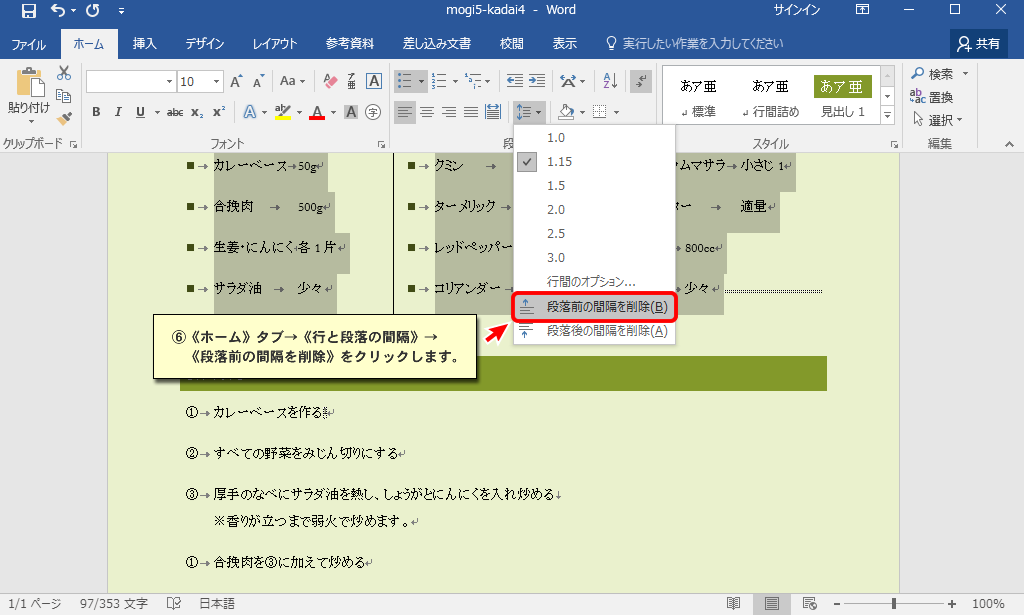 mogi5-kadai4 - Word
サインイン
ファイル ホーム 挿入 デザイン レイアウト 参考資料 差し込み文書 校閲 表示 実行したい作業を入力してください 共有
貼り付け
クリップボード
10
A A Aa A
B I U abc x₂ x² A ab A A 字
フォント
あア亜 あア亜 あア亜
↲標準 ↲行間詰め 見出し 1
スタイル
検索
置換
選択
編集
1.0
1.15
1.5
2.0
2.5
3.0
行間のオプション...
段落前の間隔を削除(B)
段落後の間隔を削除(A)
■→カレーベース→50g↵ ■→クミン → ムマサラ→小さじ 1↵
■→合挽肉 → 500g↵ ■→ターメリック→ ター → 適量↵
■→生姜・にんにく各 1 片↵ ■→レッドペッパー →800cc↵
■→サラダ油 → 少々↵ ■→コリアンダー→ →少々↵
⑥《ホーム》タブ→《行と段落の間隔》→
《段落前の間隔を削除》をクリックします。
①→カレーベースを作る↵
②→すべての野菜をみじん切りにする↵
③→厚手のなべにサラダ油を熱し、しょうがとにんにくを入れ炒める↓
※香りが立つまで弱火で炒めます。↵
①→合挽肉を③に加えて炒める↵
1/1 ページ 97/353 文字 日本語 100%